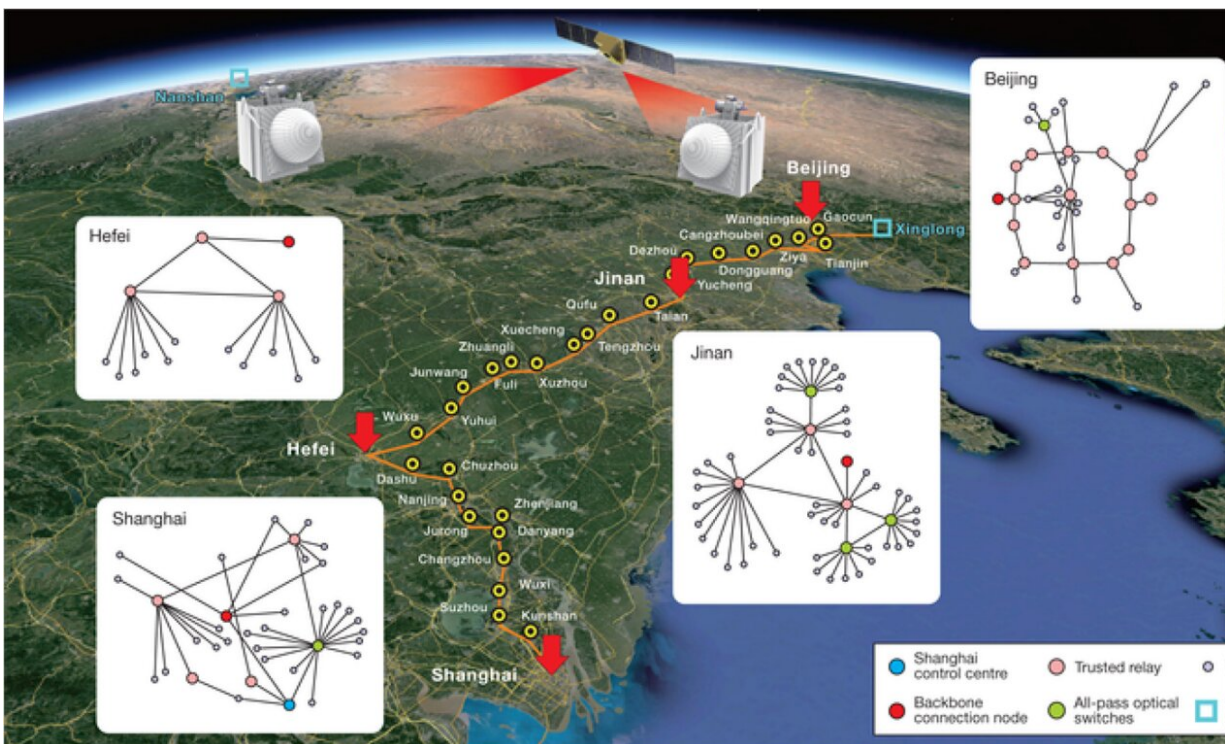 Nanshan
Beijing
Beijing
Wangqingtuo
Gaocun
Cangzhoubei
Xinglong
Dezhou
Ziya
Tianjin
Dongguang
Jinan
Yucheng
Hefei
Qufu
Taian
Xuecheng
Tengzhou
Zhuangli
Jinan
Junwang
Fuli
Xuzhou
Wuxu
Yuhui
Hefei
Chuzhou
Dashu
Nanjing
Zhenjiang
Shanghai
Jurong
Danyang
Changzhou
Wuxi
Suzhou
Kunshan
Shanghai
Shanghai
control centre
Trusted relay
Backbone
connection node
All-pass optical
switches